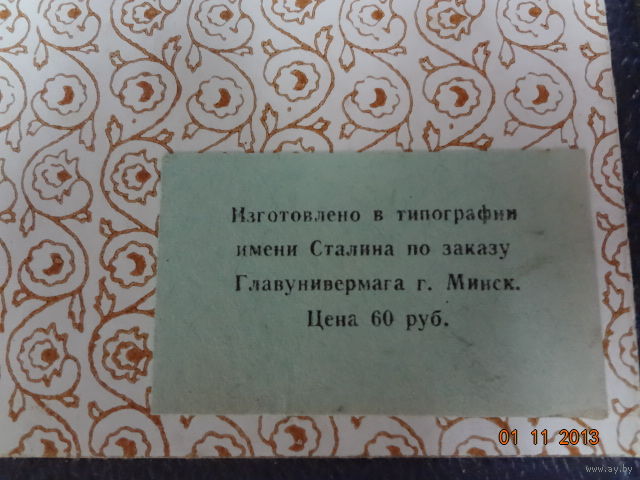 Изготовлено в типографии
имени Сталина по заказу
Главунивермага г. Минск.
Цена 60 руб.
01 11 2013
www.ay.by